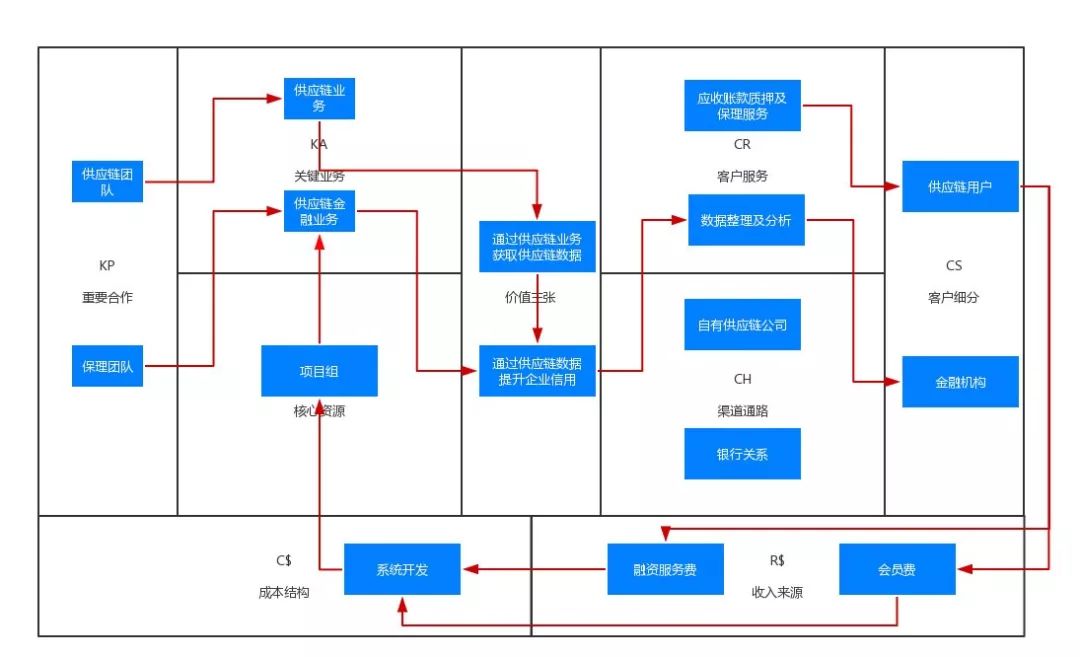 供应链团
队
KP
重要合作
保理团队
供应链业
务
KA
关键业务
供应链金
融业务
项目组
核心资源
通过供应链业务
获取供应链数据
价值主张
通过供应链数据
提升企业信用
应收账款质押及
保理服务
CR
客户服务
数据整理及分析
自有供应链公司
CH
渠道通路
银行关系
供应链用户
CS
客户细分
金融机构
C$
成本结构
系统开发
融资服务费
R$
收入来源
会员费